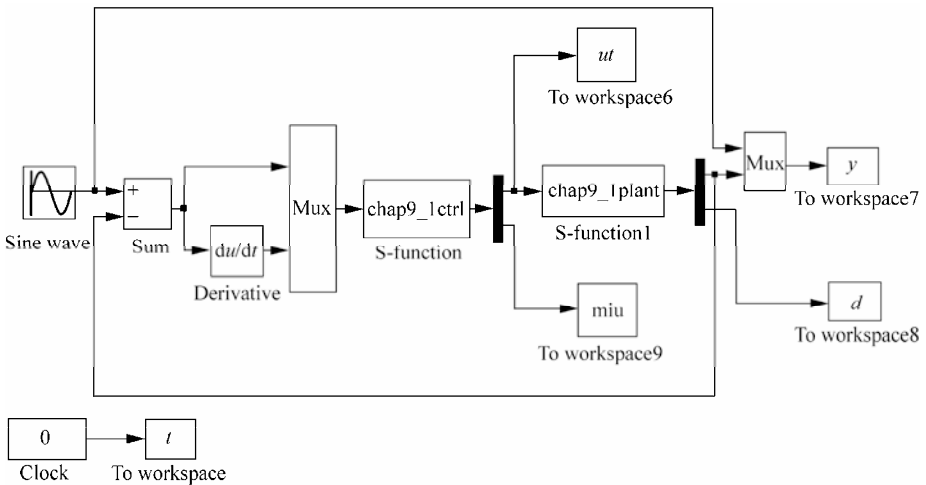 ut
To workspace6
Mux
y
To workspace7
+
−
Sine wave
Sum
du/dt
Derivative
Mux
chap9_1ctrl
S-function
chap9_1plant
S-function1
miu
To workspace9
d
To workspace8
0
Clock
t
To workspace